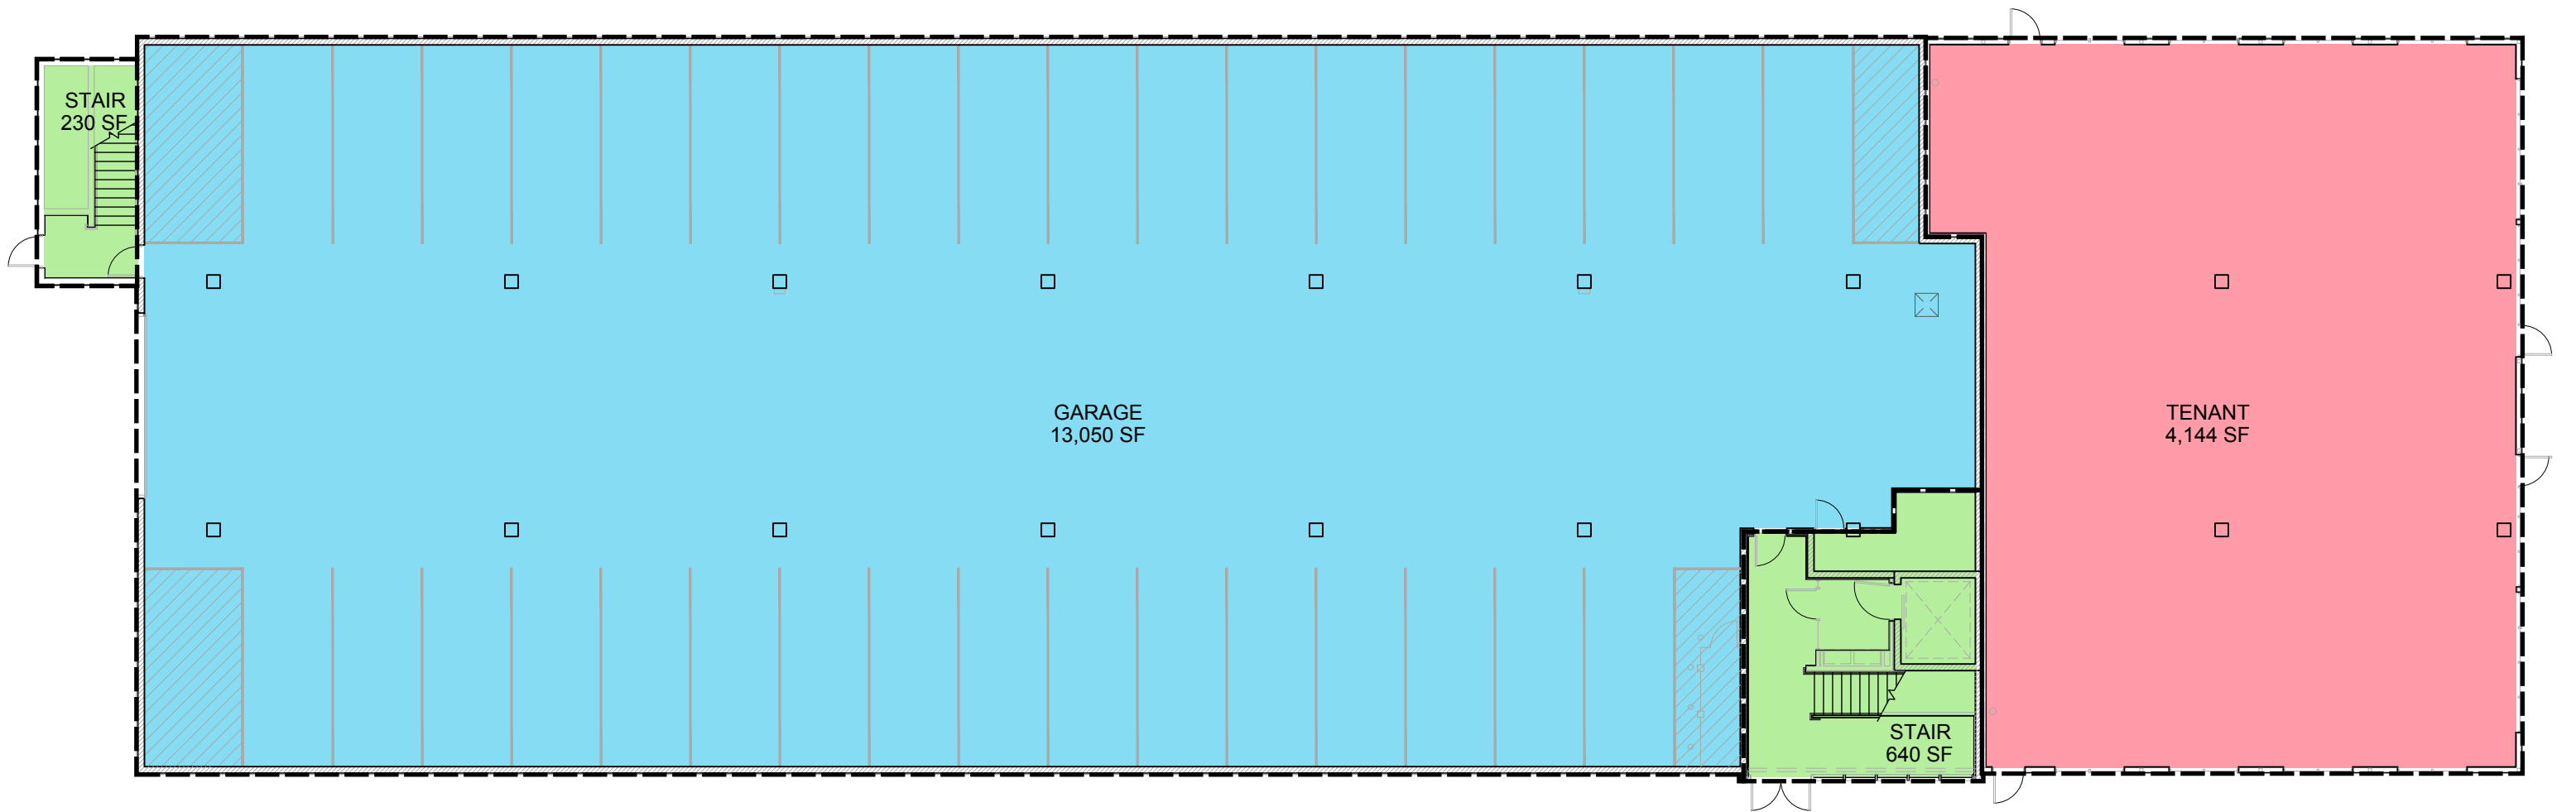 STAIR
230 SF
GARAGE
13,050 SF
TENANT
4,144 SF
STAIR
640 SF